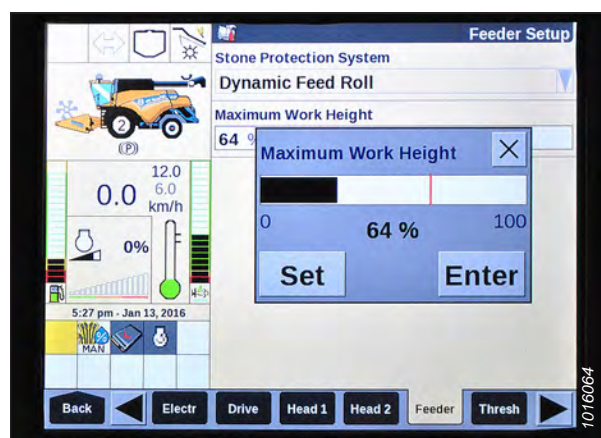 Feeder Setup
Stone Protection System
Dynamic Feed Roll
Maximum Work Height
64 %
Maximum Work Height
0
64 %
100
Set
Enter
2
(P)
12.0
0.0
6.0
km/h
0%
5:27 pm - Jan 13, 2016
MAN
%
Back
Electr
Drive
Head 1
Head 2
Feeder
Thresh
1016064